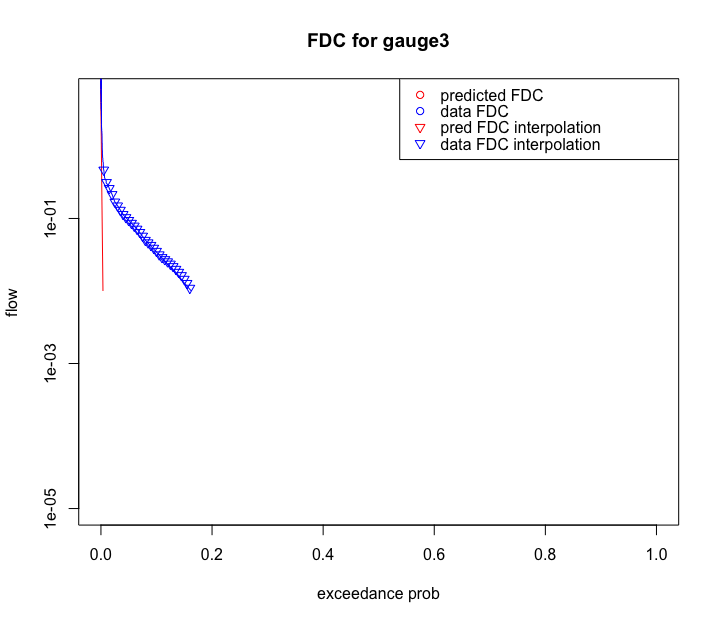 FDC for gauge3
predicted FDC
data FDC
pred FDC interpolation
data FDC interpolation
1e-01
1e-03
1e-05
flow
0.0 0.2 0.4 0.6 0.8 1.0
exceedance prob